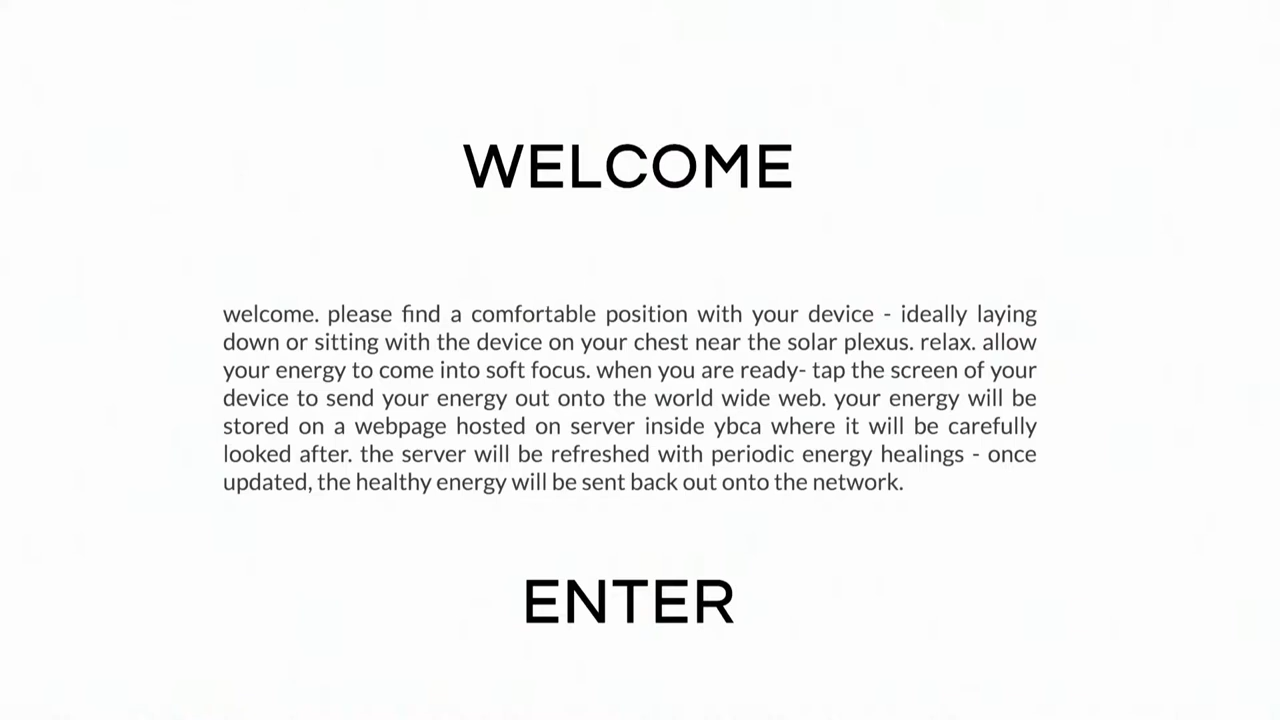 WELCOME
welcome. please find a comfortable position with your device - ideally laying
down or sitting with the device on your chest near the solar plexus. relax. allow
your energy to come into soft focus. when you are ready- tap the screen of your
device to send your energy out onto the world wide web. your energy will be
stored on a webpage hosted on server inside ybca where it will be carefully
looked after. the server will be refreshed with periodic energy healings - once
updated, the healthy energy will be sent back out onto the network.
ENTER